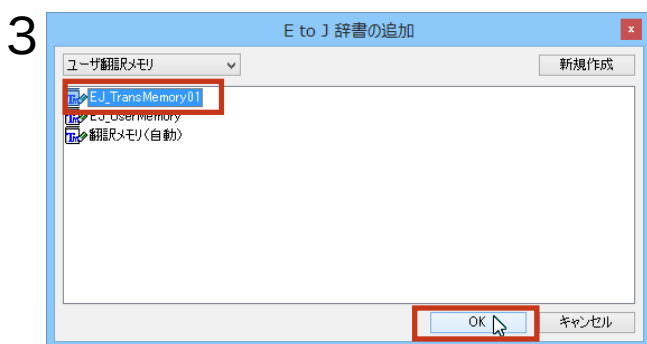 3
E to J 辞書の追加
x
ユーザ翻訳メモリ
新規作成
EJ_TransMemory01
EJ_UserMemory
翻訳メモリ(自動)
OK
キャンセル